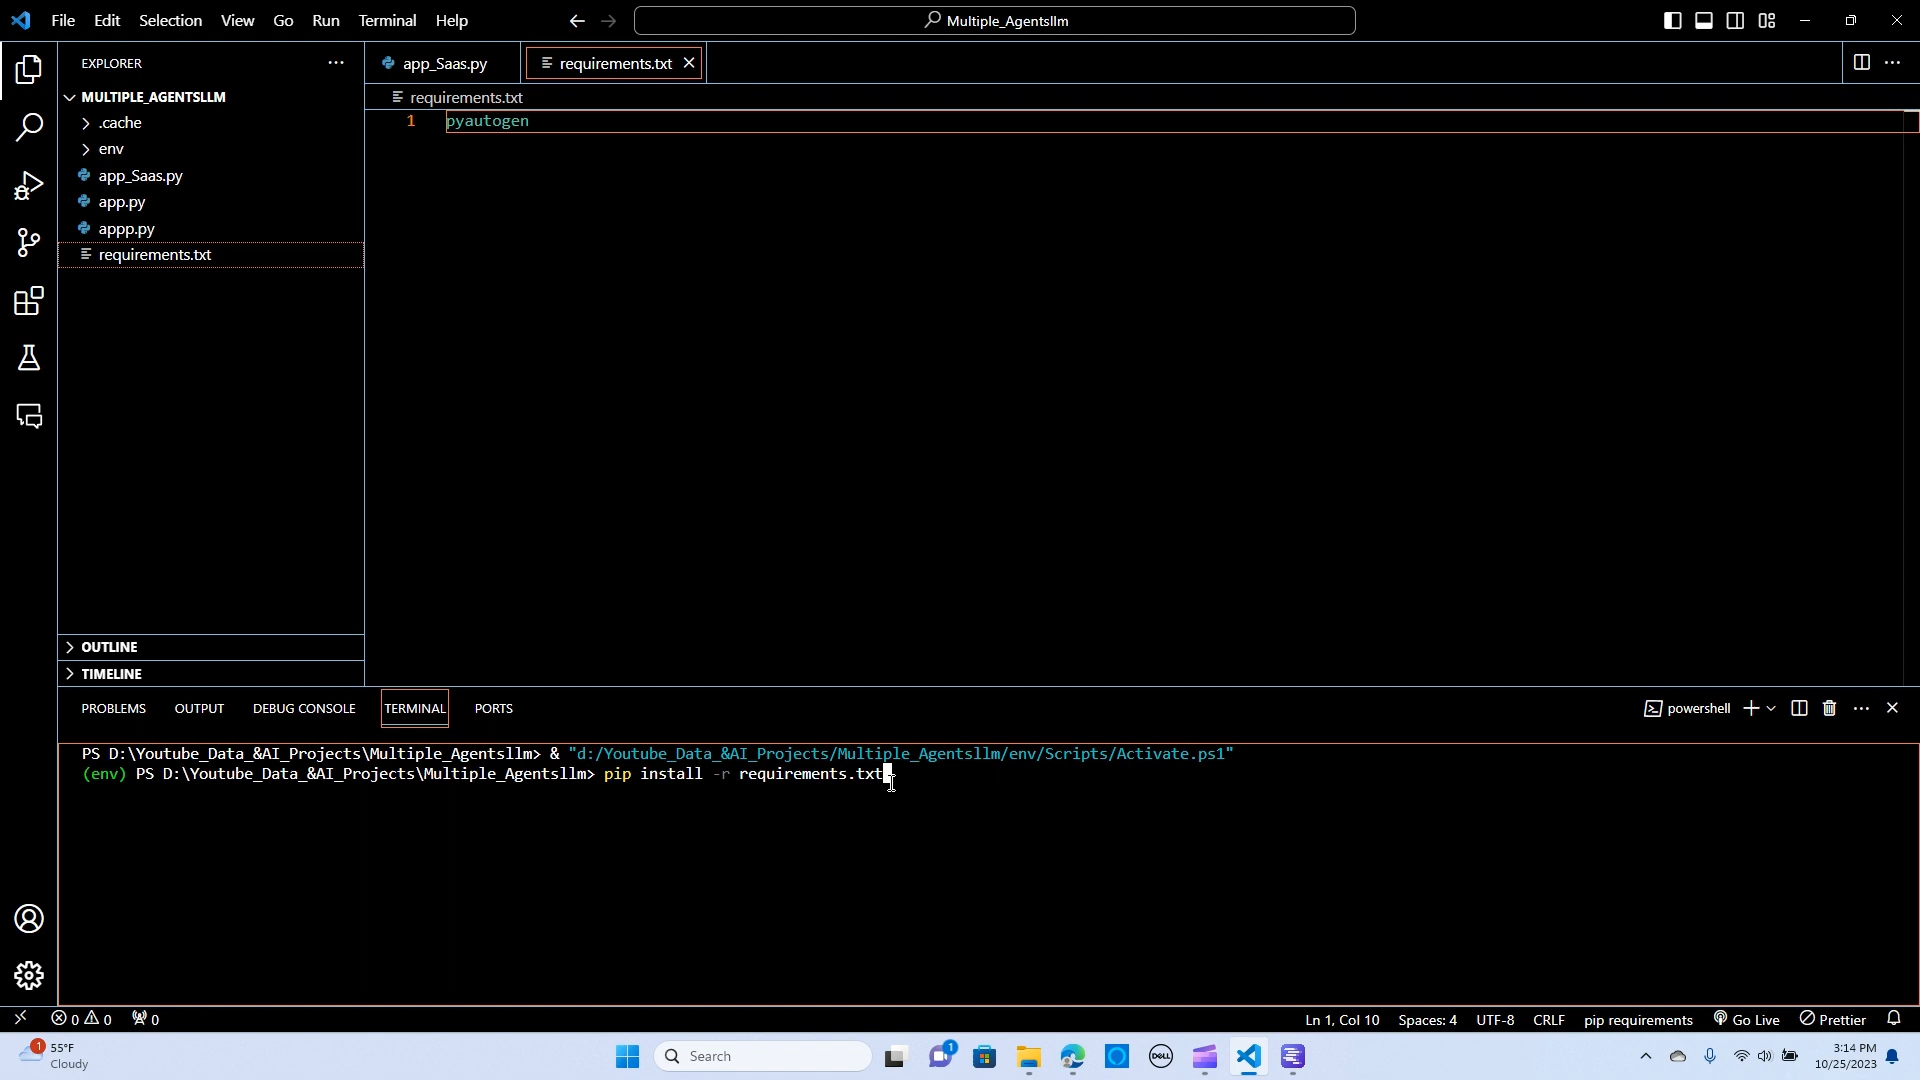 File Edit Selection View Go Run Terminal Help
Multiple_Agentsllm
EXPLORER
app_Saas.py
requirements.txt
MULTIPLE_AGENTSLLM
.cache
env
app_Saas.py
app.py
appp.py
requirements.txt
OUTLINE
TIMELINE
requirements.txt
1 pyautogen
PROBLEMS OUTPUT DEBUG CONSOLE TERMINAL PORTS
powershell
PS D:\Youtube_Data_&AI_Projects\Multiple_Agentsllm> & "d:/Youtube_Data_&AI_Projects/Multiple_Agentsllm/env/Scripts/Activate.ps1"
(env) PS D:\Youtube_Data_&AI_Projects\Multiple_Agentsllm> pip install -r requirements.txt
0 0 0
Ln 1, Col 10 Spaces: 4 UTF-8 CRLF pip requirements Go Live Prettier
1
55°F
Cloudy
Search
1
DELL
3:14 PM
10/25/2023